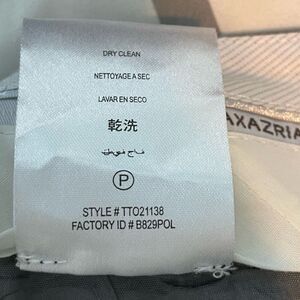 DRY CLEAN
NETTOYAGE A SEC
LAVAR EN SECO
乾洗
P
STYLE # TTO21138
FACTORY ID # B829POL
AXAZRIA